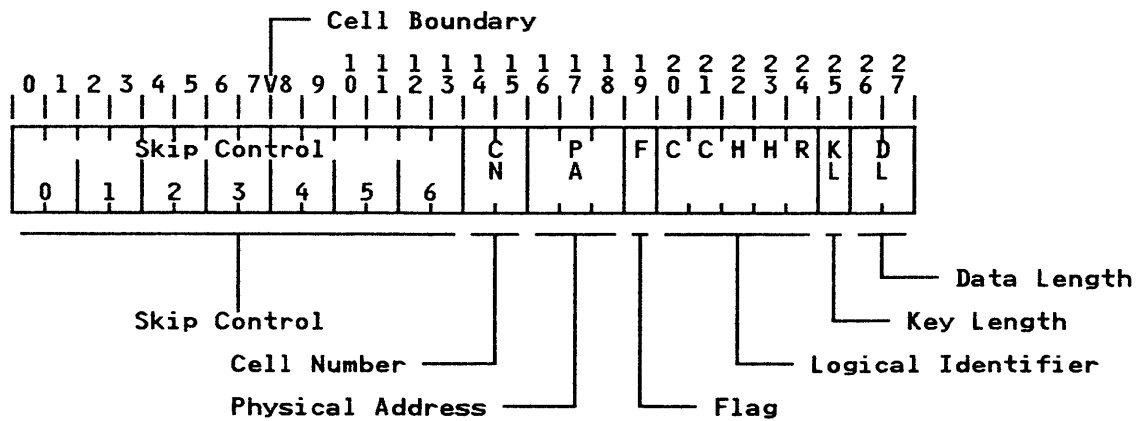 Cell Boundary
1 1 1 1 1 1 1 1 1 1 2 2 2 2 2 2 2 2
0 1 2 3 4 5 6 7V8 9 0 1 2 3 4 5 6 7 8 9 0 1 2 3 4 5 6 7
Skip Control C P F C C H H R K D
N A L L
0 1 2 3 4 5 6
Data Length
Skip Control Key Length
Cell Number Logical Identifier
Physical Address Flag